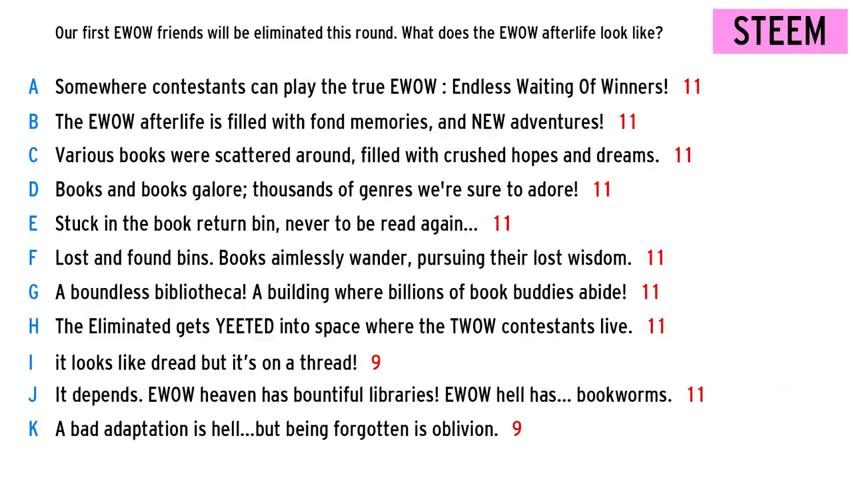 Our first EWOW friends will be eliminated this round. What does the EWOW afterlife look like?
STEEM
A Somewhere contestants can play the true EWOW : Endless Waiting Of Winners! 11
B The EWOW afterlife is filled with fond memories, and NEW adventures! 11
C Various books were scattered around, filled with crushed hopes and dreams. 11
D Books and books galore; thousands of genres we're sure to adore! 11
E Stuck in the book return bin, never to be read again... 11
F Lost and found bins. Books aimlessly wander, pursuing their lost wisdom. 11
G A boundless bibliotheca! A building where billions of book buddies abide! 11
H The Eliminated gets YEETED into space where the TWOW contestants live. 11
I it looks like dread but it’s on a thread! 9
J It depends. EWOW heaven has bountiful libraries! EWOW hell has... bookworms. 11
K A bad adaptation is hell...but being forgotten is oblivion. 9